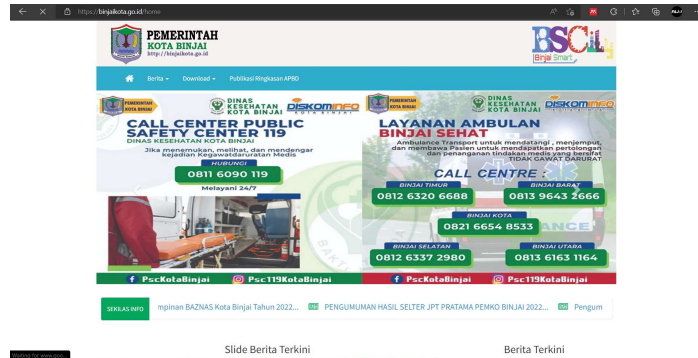 https://binjaikota.go.id/home
PEMERINTAH
KOTA BINJAI
http://binjaikota.go.id
BSCit
Binjai Smart
Berita
Download
Publikasi Ringkasan APBD
PEMERINTAH
KOTA BINJAI
DINAS
KESEHATAN
KOTA BINJAI
DISKOMINFO
KOTA BINJAI
CALL CENTER PUBLIC
SAFETY CENTER 119
DINAS KESEHATAN KOTA BINJAI
Jika menemukan, melihat, dan mendengar
kejadian Kegawatdaruratan Medis
HUBUNGI
0811 6090 119
Melayani 24/7
PscKotaBinjai
Psc119KotaBinjai
PEMERINTAH
KOTA BINJAI
DINAS
KESEHATAN
KOTA BINJAI
DISKOMINFO
KOTA BINJAI
LAYANAN AMBULAN
BINJAI SEHAT
Ambulance Transport untuk mendatangi , menjemput,
dan membawa Pasien untuk mendapatkan pertolongan
dan penanganan tindakan medis yang bersifat
TIDAK GAWAT DARURAT
CALL CENTRE :
BINJAI TIMUR
0812 6320 6688
BINJAI BARAT
0813 9643 2666
BINJAI KOTA
0821 6654 8533
BINJAI SELATAN
0812 6337 2980
BINJAI UTARA
0813 6163 1164
PscKotaBinjai
Psc119KotaBinjai
SEKILAS INFO
mpinan BAZNAS Kota Binjai Tahun 2022...
PENGUMUMAN HASIL SELTER JPT PRATAMA PEMKO BINJAI 2022...
Pengum
Slide Berita Terkini
Berita Terkini